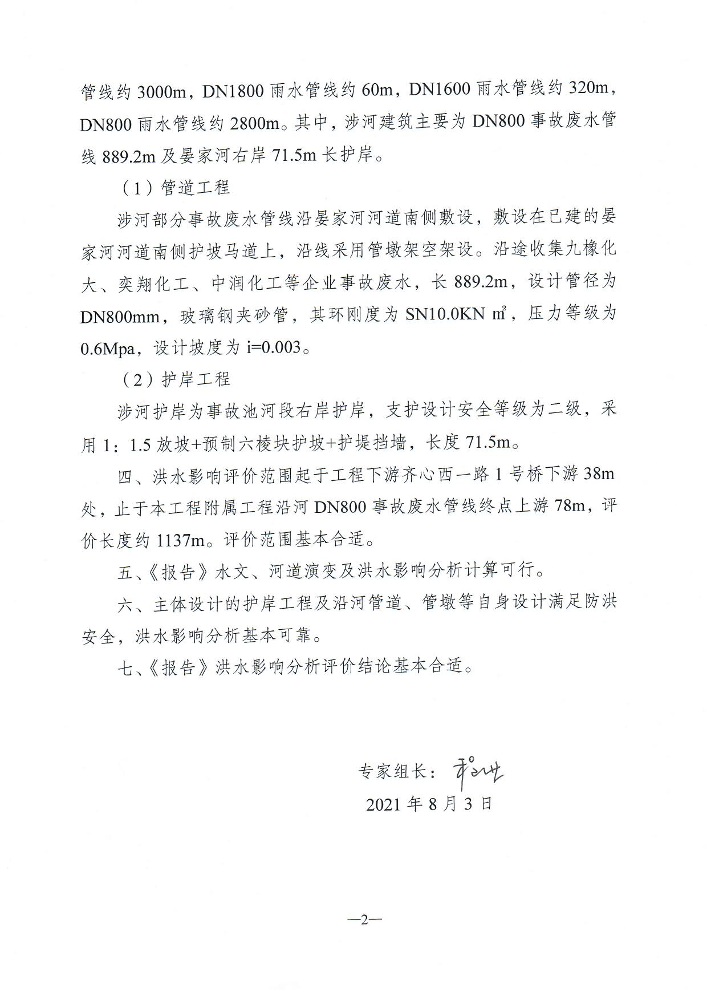 管线约 3000m，DN1800 雨水管线约 60m，DN1600 雨水管线约 320m，
DN800 雨水管线约 2800m。其中，涉河建筑主要为 DN800 事故废水管
线 889.2m 及晏家河右岸 71.5m 长护岸。
（1）管道工程
涉河部分事故废水管线沿晏家河河道南侧敷设，敷设在已建的晏
家河河道南侧护坡马道上，沿线采用管墩架空架设。沿途收集九橡化
大、奕翔化工、中润化工等企业事故废水，长 889.2m，设计管径为
DN800mm，玻璃钢夹砂管，其环刚度为 SN10.0KN ㎡，压力等级为
0.6Mpa，设计坡度为 i=0.003。
（2）护岸工程
涉河护岸为事故池河段右岸护岸，支护设计安全等级为二级，采
用 1：1.5 放坡+预制六棱块护坡+护堤挡墙，长度 71.5m。
四、洪水影响评价范围起于工程下游齐心西一路 1 号桥下游 38m
处，止于本工程附属工程沿河 DN800 事故废水管线终点上游 78m，评
价长度约 1137m。评价范围基本合适。
五、《报告》水文、河道演变及洪水影响分析计算可行。
六、主体设计的护岸工程及沿河管道、管墩等自身设计满足防洪
安全，洪水影响分析基本可靠。
七、《报告》洪水影响分析评价结论基本合适。
专家组长：
2021 年 8 月 3 日
—2—